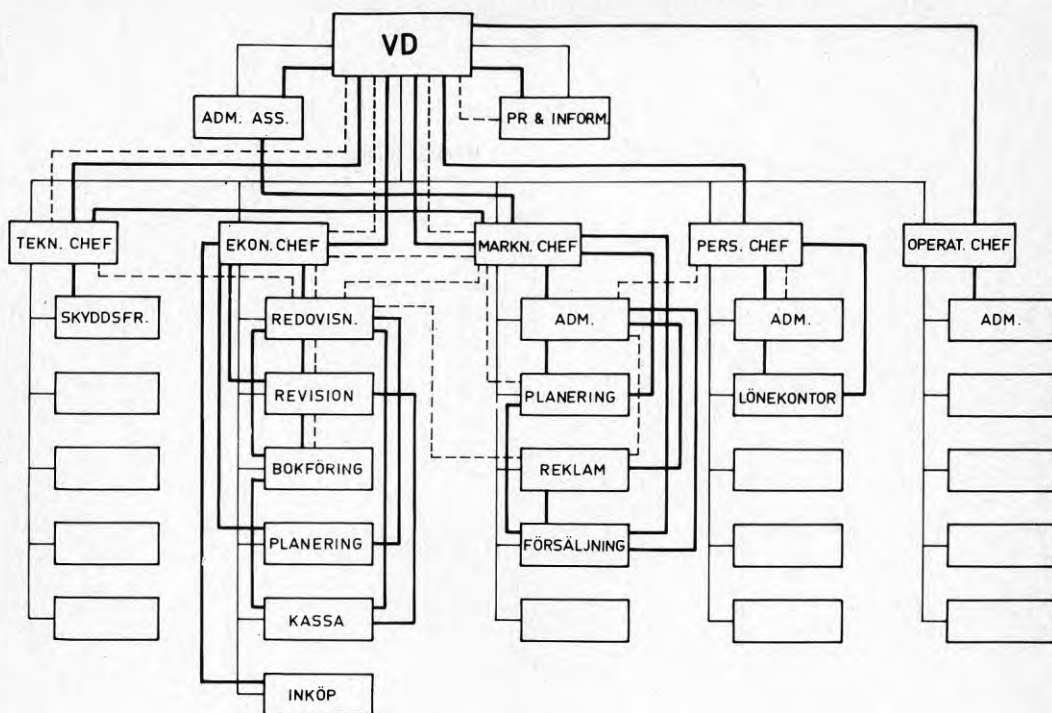 VD
ADM. ASS.
PR & INFORM.
TEKN. CHEF
EKON. CHEF
MARKN. CHEF
PERS. CHEF
OPERAT. CHEF
SKYDDSFR.
REDOVISN.
ADM.
ADM.
ADM.
REVISION
PLANERING
LÖNEKONTOR
BOKFÖRING
REKLAM
PLANERING
FÖRSÄLJNING
KASSA
INKÖP